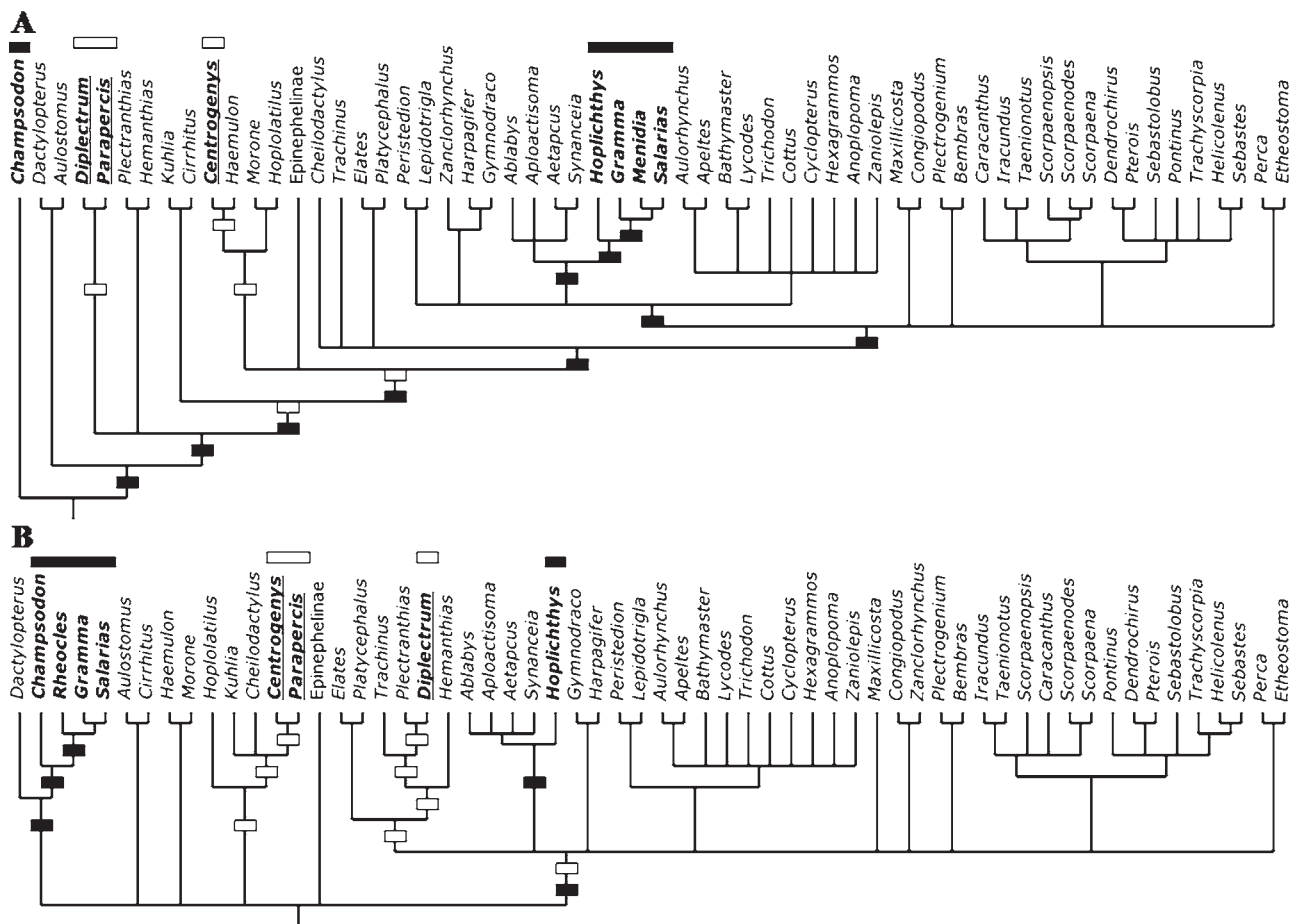 A
Champsodon
Dactylopterus
Aulostomus
Diplectrum
Parapercis
Plectranthias
Hemanthias
Kuhlia
Cirrhitus
Centrogenys
Haemulon
Morone
Hoplolatilus
Epinephelinae
Cheilodactylus
Trachinus
Elates
Platycephalus
Peristedion
Lepidotrigla
Zanclorhynchus
Harpagifer
Gymnodraco
Ablabys
Aploactisoma
Aetapcus
Synanceia
Hoplichthys
Gramma
Menidia
Salarias
Aulorhynchus
Apeltes
Bathymaster
Lycodes
Trichodon
Cottus
Cyclopterus
Hexagrammos
Anoplopoma
Zaniolepis
Maxillicosta
Congiopodus
Plectrogenium
Bembras
Caracanthus
Iracundus
Taenionotus
Scorpaenopsis
Scorpaenodes
Scorpaena
Dendrochirus
Pterois
Sebastolobus
Pontinus
Trachyscorpia
Helicolenus
Sebastes
Perca
Etheostoma
B
Dactylopterus
Champsodon
Rheocles
Gramma
Salarias
Aulostomus
Cirrhitus
Haemulon
Morone
Hoplolatilus
Kuhlia
Cheilodactylus
Centrogenys
Parapercis
Epinephelinae
Elates
Platycephalus
Trachinus
Plectranthias
Diplectrum
Hemanthias
Ablabys
Aploactisoma
Aetapcus
Synanceia
Hoplichthys
Gymnodraco
Harpagifer
Peristedion
Lepidotrigla
Aulorhynchus
Apeltes
Bathymaster
Lycodes
Trichodon
Cottus
Cyclopterus
Hexagrammos
Anoplopoma
Zaniolepis
Maxillicosta
Congiopodus
Zanclorhynchus
Plectrogenium
Bembras
Iracundus
Taenionotus
Scorpaenopsis
Caracanthus
Scorpaenodes
Scorpaena
Pontinus
Dendrochirus
Pterois
Sebastolobus
Trachyscorpia
Helicolenus
Sebastes
Perca
Etheostoma